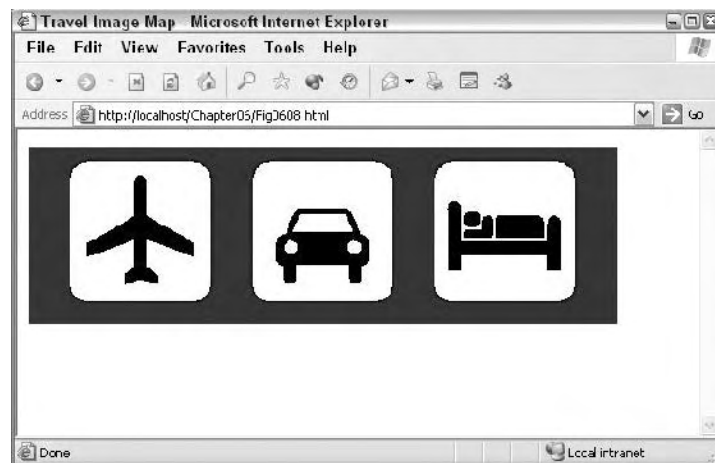 Travel Image Map Microsoft Internet Explorer
File Edit View Favorites Tools Help
Address http://localhost/Chapter06/Fig0608 html Go
Done Local intranet